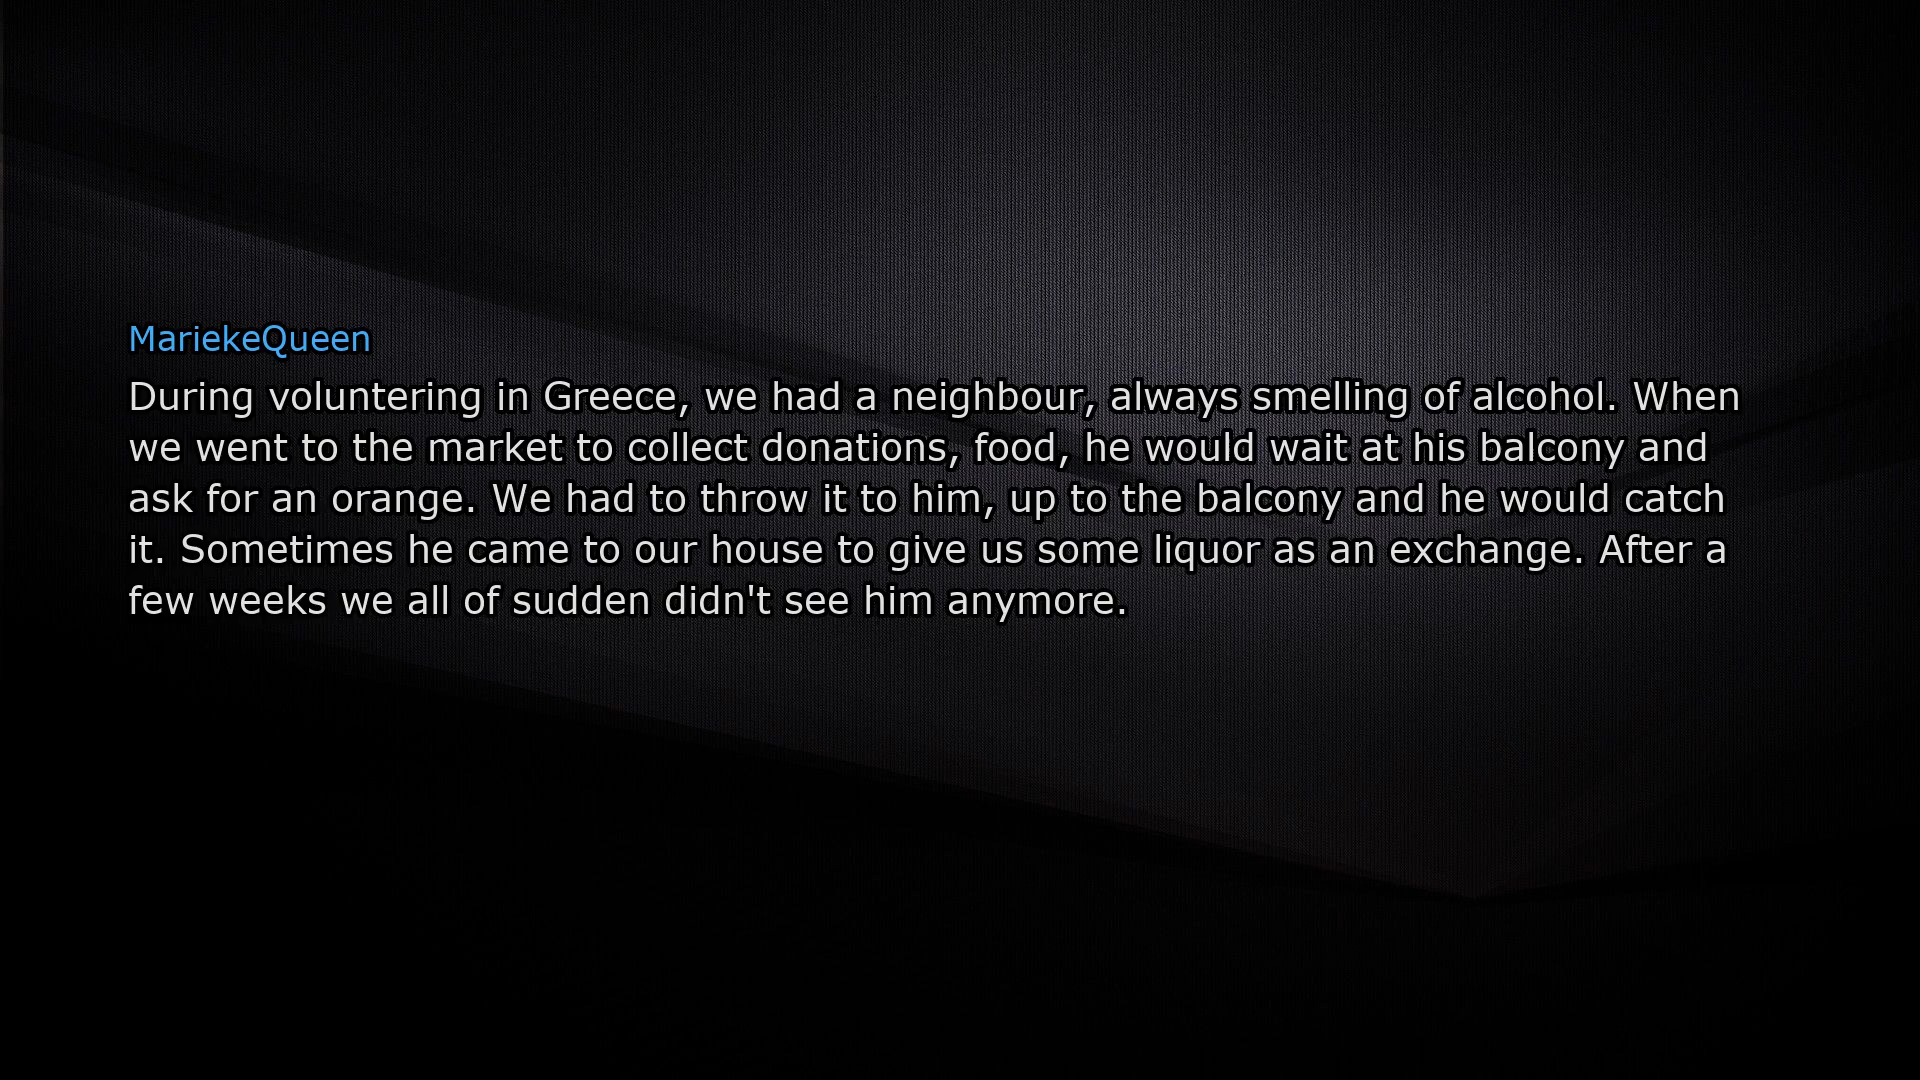 MariekeQueen
During voluntering in Greece, we had a neighbour, always smelling of alcohol. When
we went to the market to collect donations, food, he would wait at his balcony and
ask for an orange. We had to throw it to him, up to the balcony and he would catch
it. Sometimes he came to our house to give us some liquor as an exchange. After a
few weeks we all of sudden didn't see him anymore.